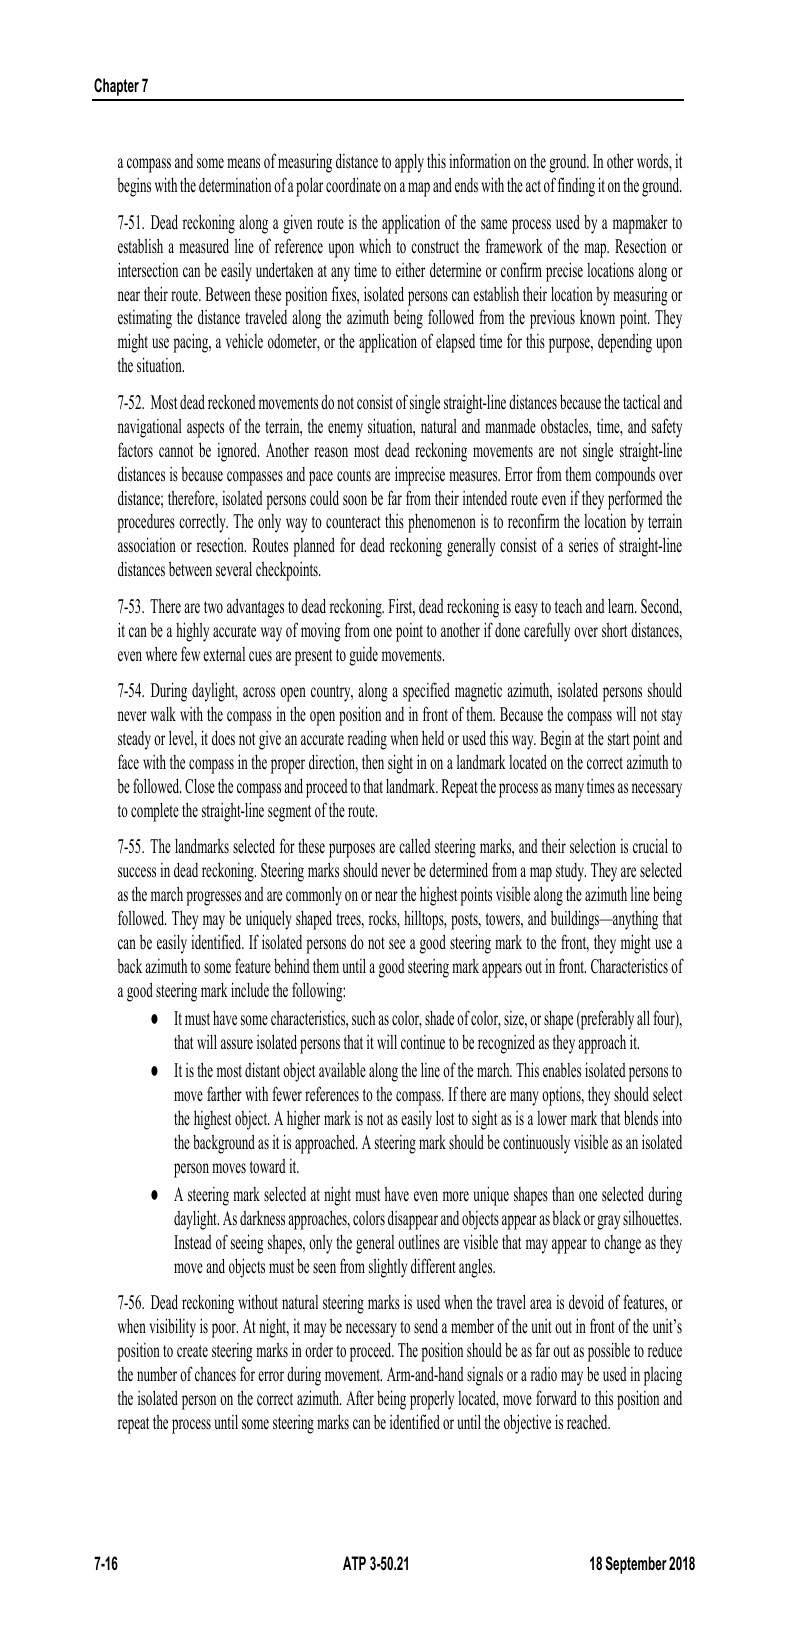 Chapter 7
a compass and some means of measuring distance to apply this information on the ground. In other words, it
begins with the determination of a polar coordinate on a map and ends with the act of finding it on the ground.
7-51. Dead reckoning along a given route is the application of the same process used by a mapmaker to
establish a measured line of reference upon which to construct the framework of the map. Resection or
intersection can be easily undertaken at any time to either determine or confirm precise locations along or
near their route. Between these position fixes, isolated persons can establish their location by measuring or
estimating the distance traveled along the azimuth being followed from the previous known point. They
might use pacing, a vehicle odometer, or the application of elapsed time for this purpose, depending upon
the situation.
7-52. Most dead reckoned movements do not consist of single straight-line distances because the tactical and
navigational aspects of the terrain, the enemy situation, natural and manmade obstacles, time, and safety
factors cannot be ignored. Another reason most dead reckoning movements are not single straight-line
distances is because compasses and pace counts are imprecise measures. Error from them compounds over
distance; therefore, isolated persons could soon be far from their intended route even if they performed the
procedures correctly. The only way to counteract this phenomenon is to reconfirm the location by terrain
association or resection. Routes planned for dead reckoning generally consist of a series of straight-line
distances between several checkpoints.
7-53. There are two advantages to dead reckoning. First, dead reckoning is easy to teach and learn. Second,
it can be a highly accurate way of moving from one point to another if done carefully over short distances,
even where few external cues are present to guide movements.
7-54. During daylight, across open country, along a specified magnetic azimuth, isolated persons should
never walk with the compass in the open position and in front of them. Because the compass will not stay
steady or level, it does not give an accurate reading when held or used this way. Begin at the start point and
face with the compass in the proper direction, then sight in on a landmark located on the correct azimuth to
be followed. Close the compass and proceed to that landmark. Repeat the process as many times as necessary
to complete the straight-line segment of the route.
7-55. The landmarks selected for these purposes are called steering marks, and their selection is crucial to
success in dead reckoning. Steering marks should never be determined from a map study. They are selected
as the march progresses and are commonly on or near the highest points visible along the azimuth line being
followed. They may be uniquely shaped trees, rocks, hilltops, posts, towers, and buildings—anything that
can be easily identified. If isolated persons do not see a good steering mark to the front, they might use a
back azimuth to some feature behind them until a good steering mark appears out in front. Characteristics of
a good steering mark include the following:
● It must have some characteristics, such as color, shade of color, size, or shape (preferably all four),
that will assure isolated persons that it will continue to be recognized as they approach it.
● It is the most distant object available along the line of the march. This enables isolated persons to
move farther with fewer references to the compass. If there are many options, they should select
the highest object. A higher mark is not as easily lost to sight as is a lower mark that blends into
the background as it is approached. A steering mark should be continuously visible as an isolated
person moves toward it.
● A steering mark selected at night must have even more unique shapes than one selected during
daylight. As darkness approaches, colors disappear and objects appear as black or gray silhouettes.
Instead of seeing shapes, only the general outlines are visible that may appear to change as they
move and objects must be seen from slightly different angles.
7-56. Dead reckoning without natural steering marks is used when the travel area is devoid of features, or
when visibility is poor. At night, it may be necessary to send a member of the unit out in front of the unit’s
position to create steering marks in order to proceed. The position should be as far out as possible to reduce
the number of chances for error during movement. Arm-and-hand signals or a radio may be used in placing
the isolated person on the correct azimuth. After being properly located, move forward to this position and
repeat the process until some steering marks can be identified or until the objective is reached.
7-16 ATP 3-50.21 18 September 2018